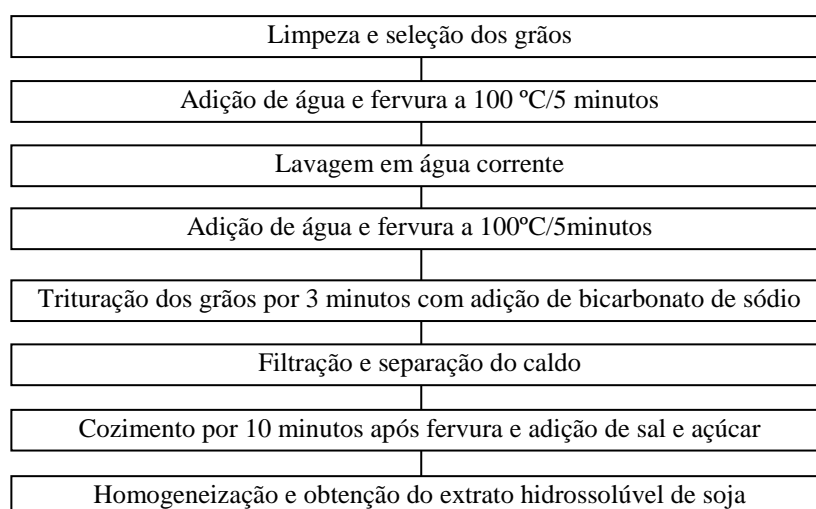 Limpeza e seleção dos grãos
Adição de água e fervura a 100 ºC/5 minutos
Lavagem em água corrente
Adição de água e fervura a 100ºC/5minutos
Trituração dos grãos por 3 minutos com adição de bicarbonato de sódio
Filtração e separação do caldo
Cozimento por 10 minutos após fervura e adição de sal e açúcar
Homogeneização e obtenção do extrato hidrossolúvel de soja